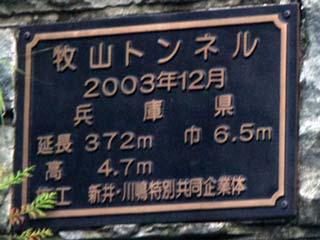 牧山トンネル
2003年12月
兵庫県
延長 372m 巾 6.5m
高 4.7m
施工 新井・川嶋特別共同企業体